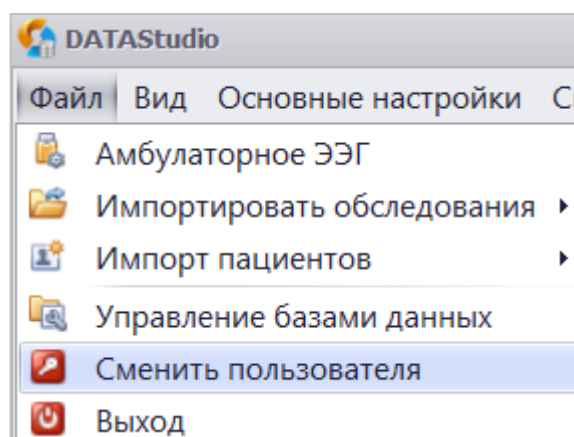 DATAStudio
Файл Вид Основные настройки
Амбулаторное ЭЭГ
Импортировать обследования
Импорт пациентов
Управление базами данных
Сменить пользователя
Выход